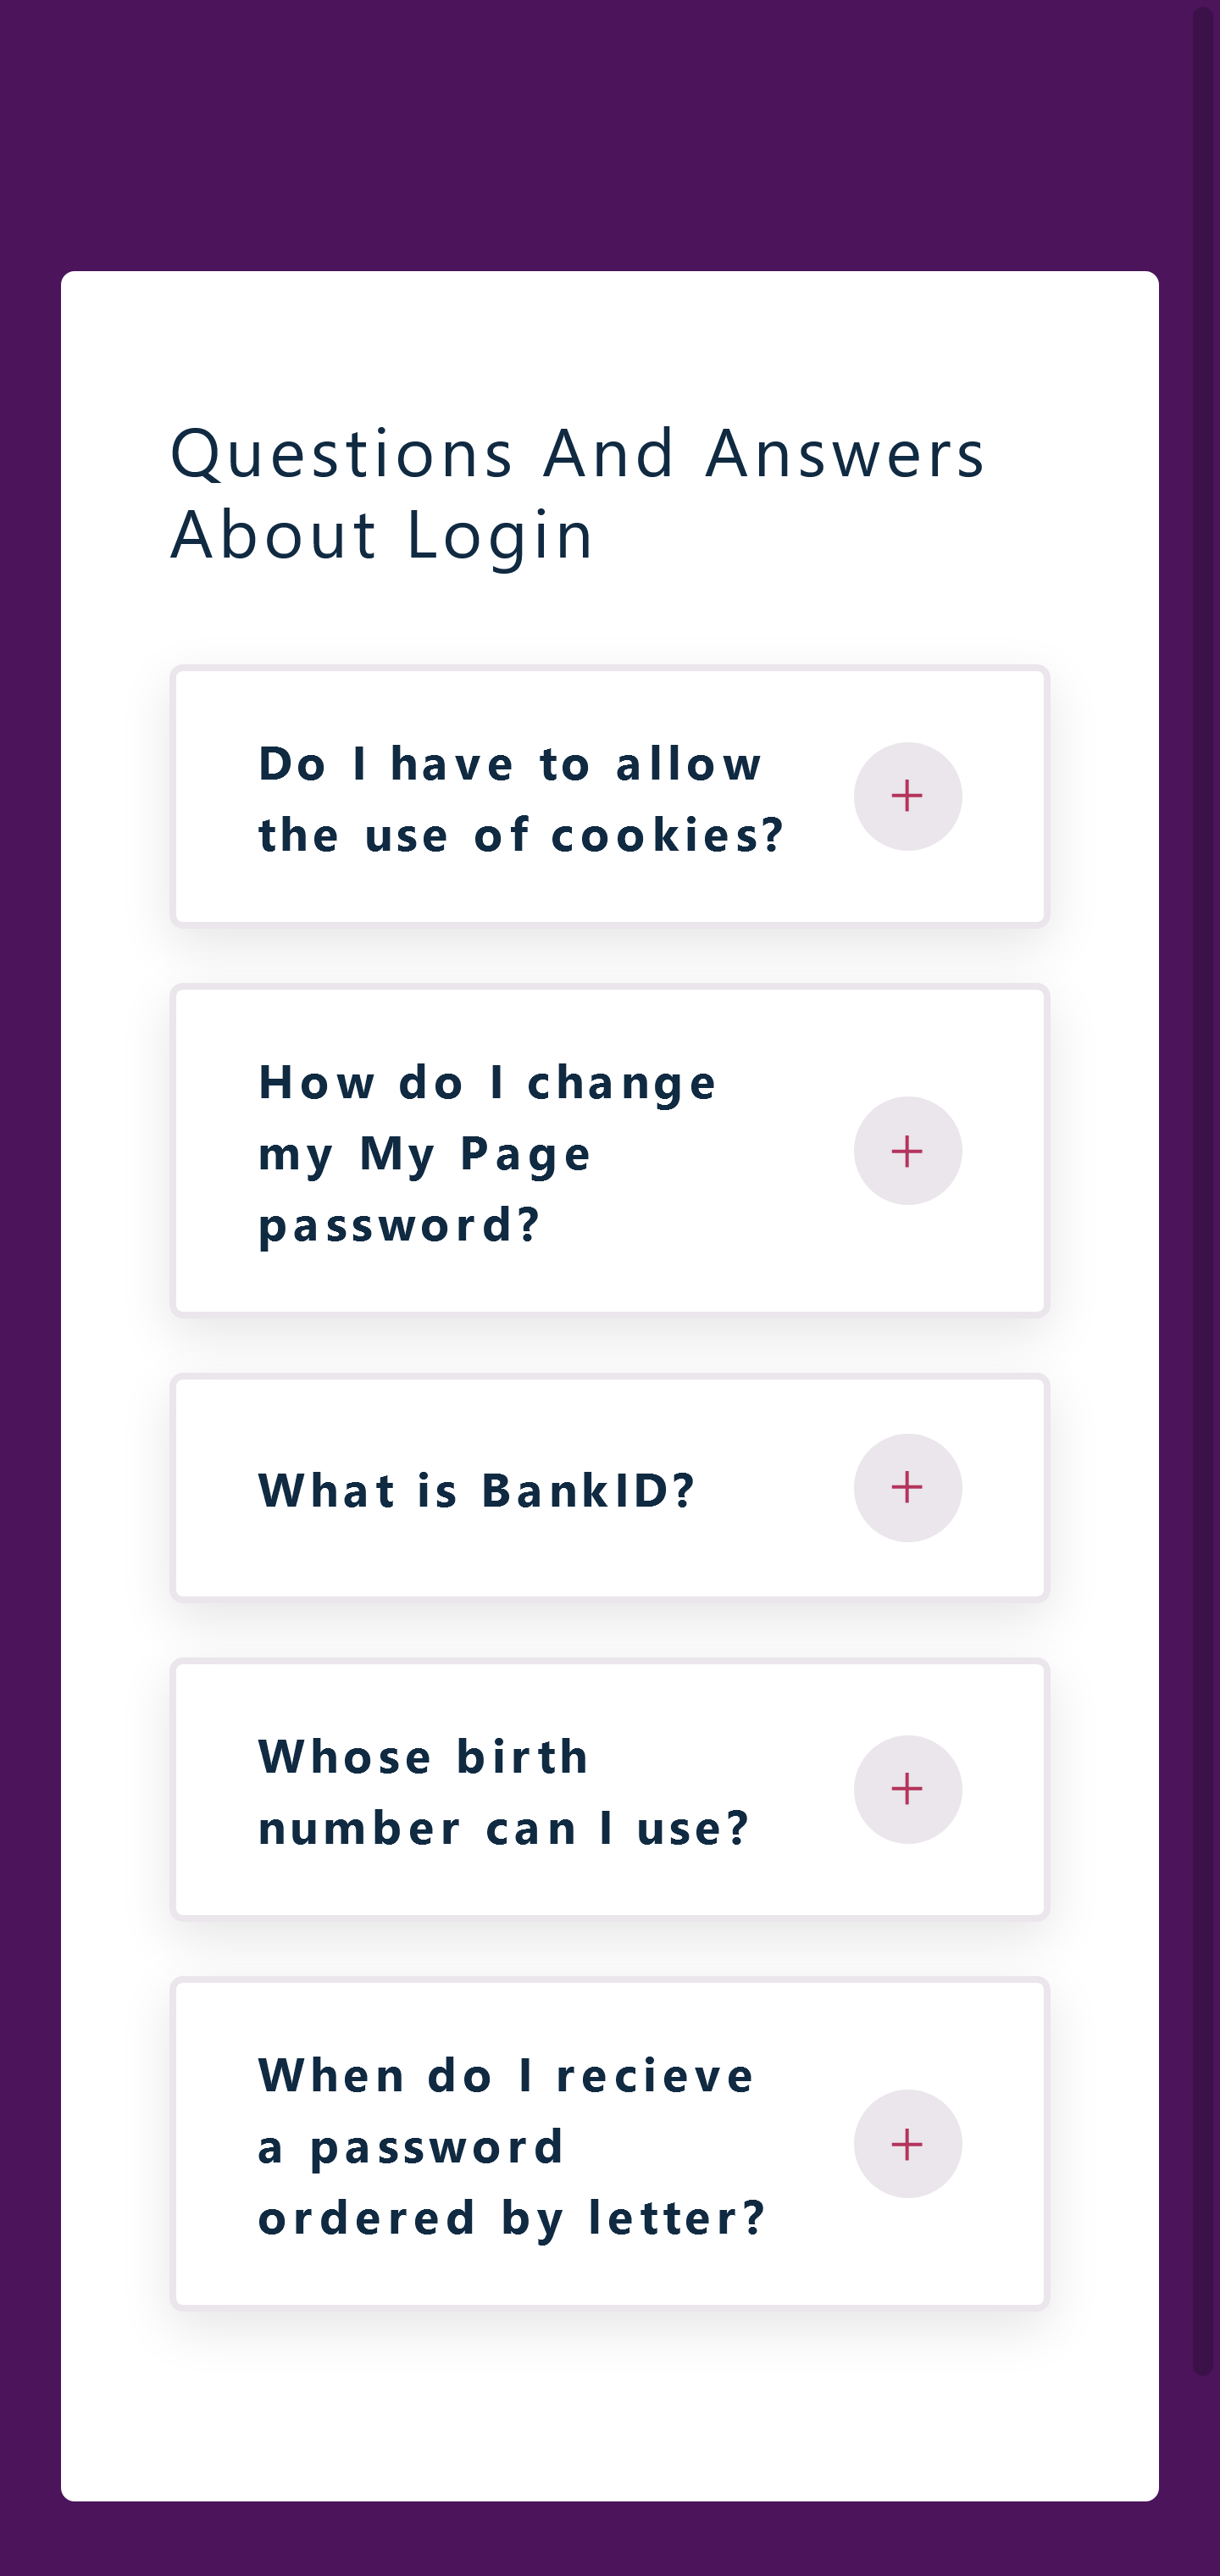 Questions And Answers
About Login
Do I have to allow
the use of cookies?
How do I change
my My Page
password?
What is BankID?
Whose birth
number can I use?
When do I recieve
a password
ordered by letter?